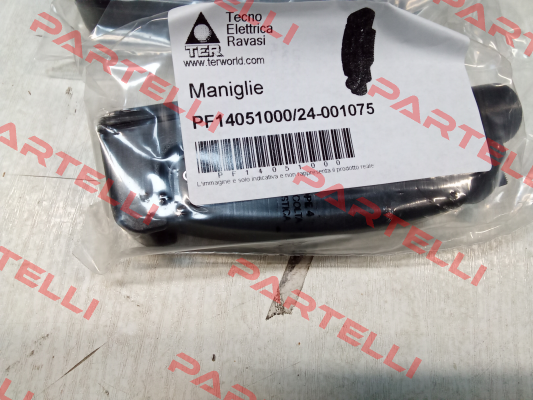 Tecno
Elettrica
Ravasi
TER
www.terworld.com
Maniglie
PF14051000/24-001075
PF14051000
L'immagine è solo indicativa e non rappresenta il prodotto reale
PARTELLI
PARTELLI
PARTELLI
PARTELLI
PARTELLI
PARTELLI